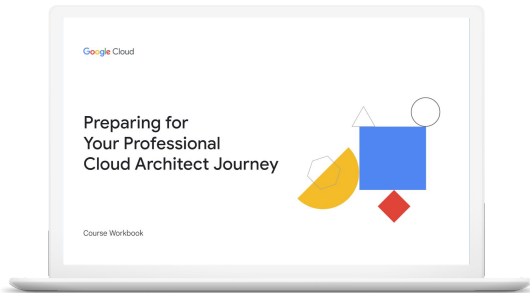 Google Cloud
Preparing for
Your Professional
Cloud Architect Journey
Course Workbook